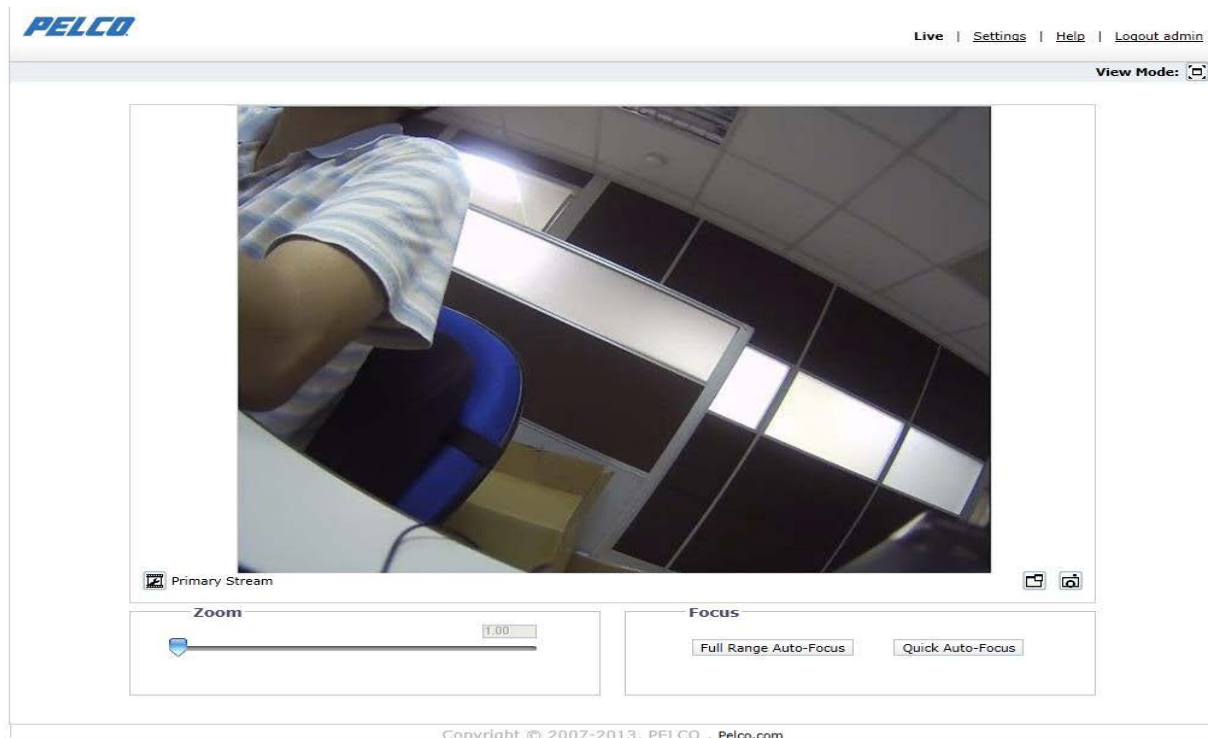 PELCO
Live | Settings | Help | Logout admin
View Mode:
Primary Stream
Zoom
1.00
Focus
Full Range Auto-Focus
Quick Auto-Focus
Copyright © 2007-2013, PELCO . Pelco.com